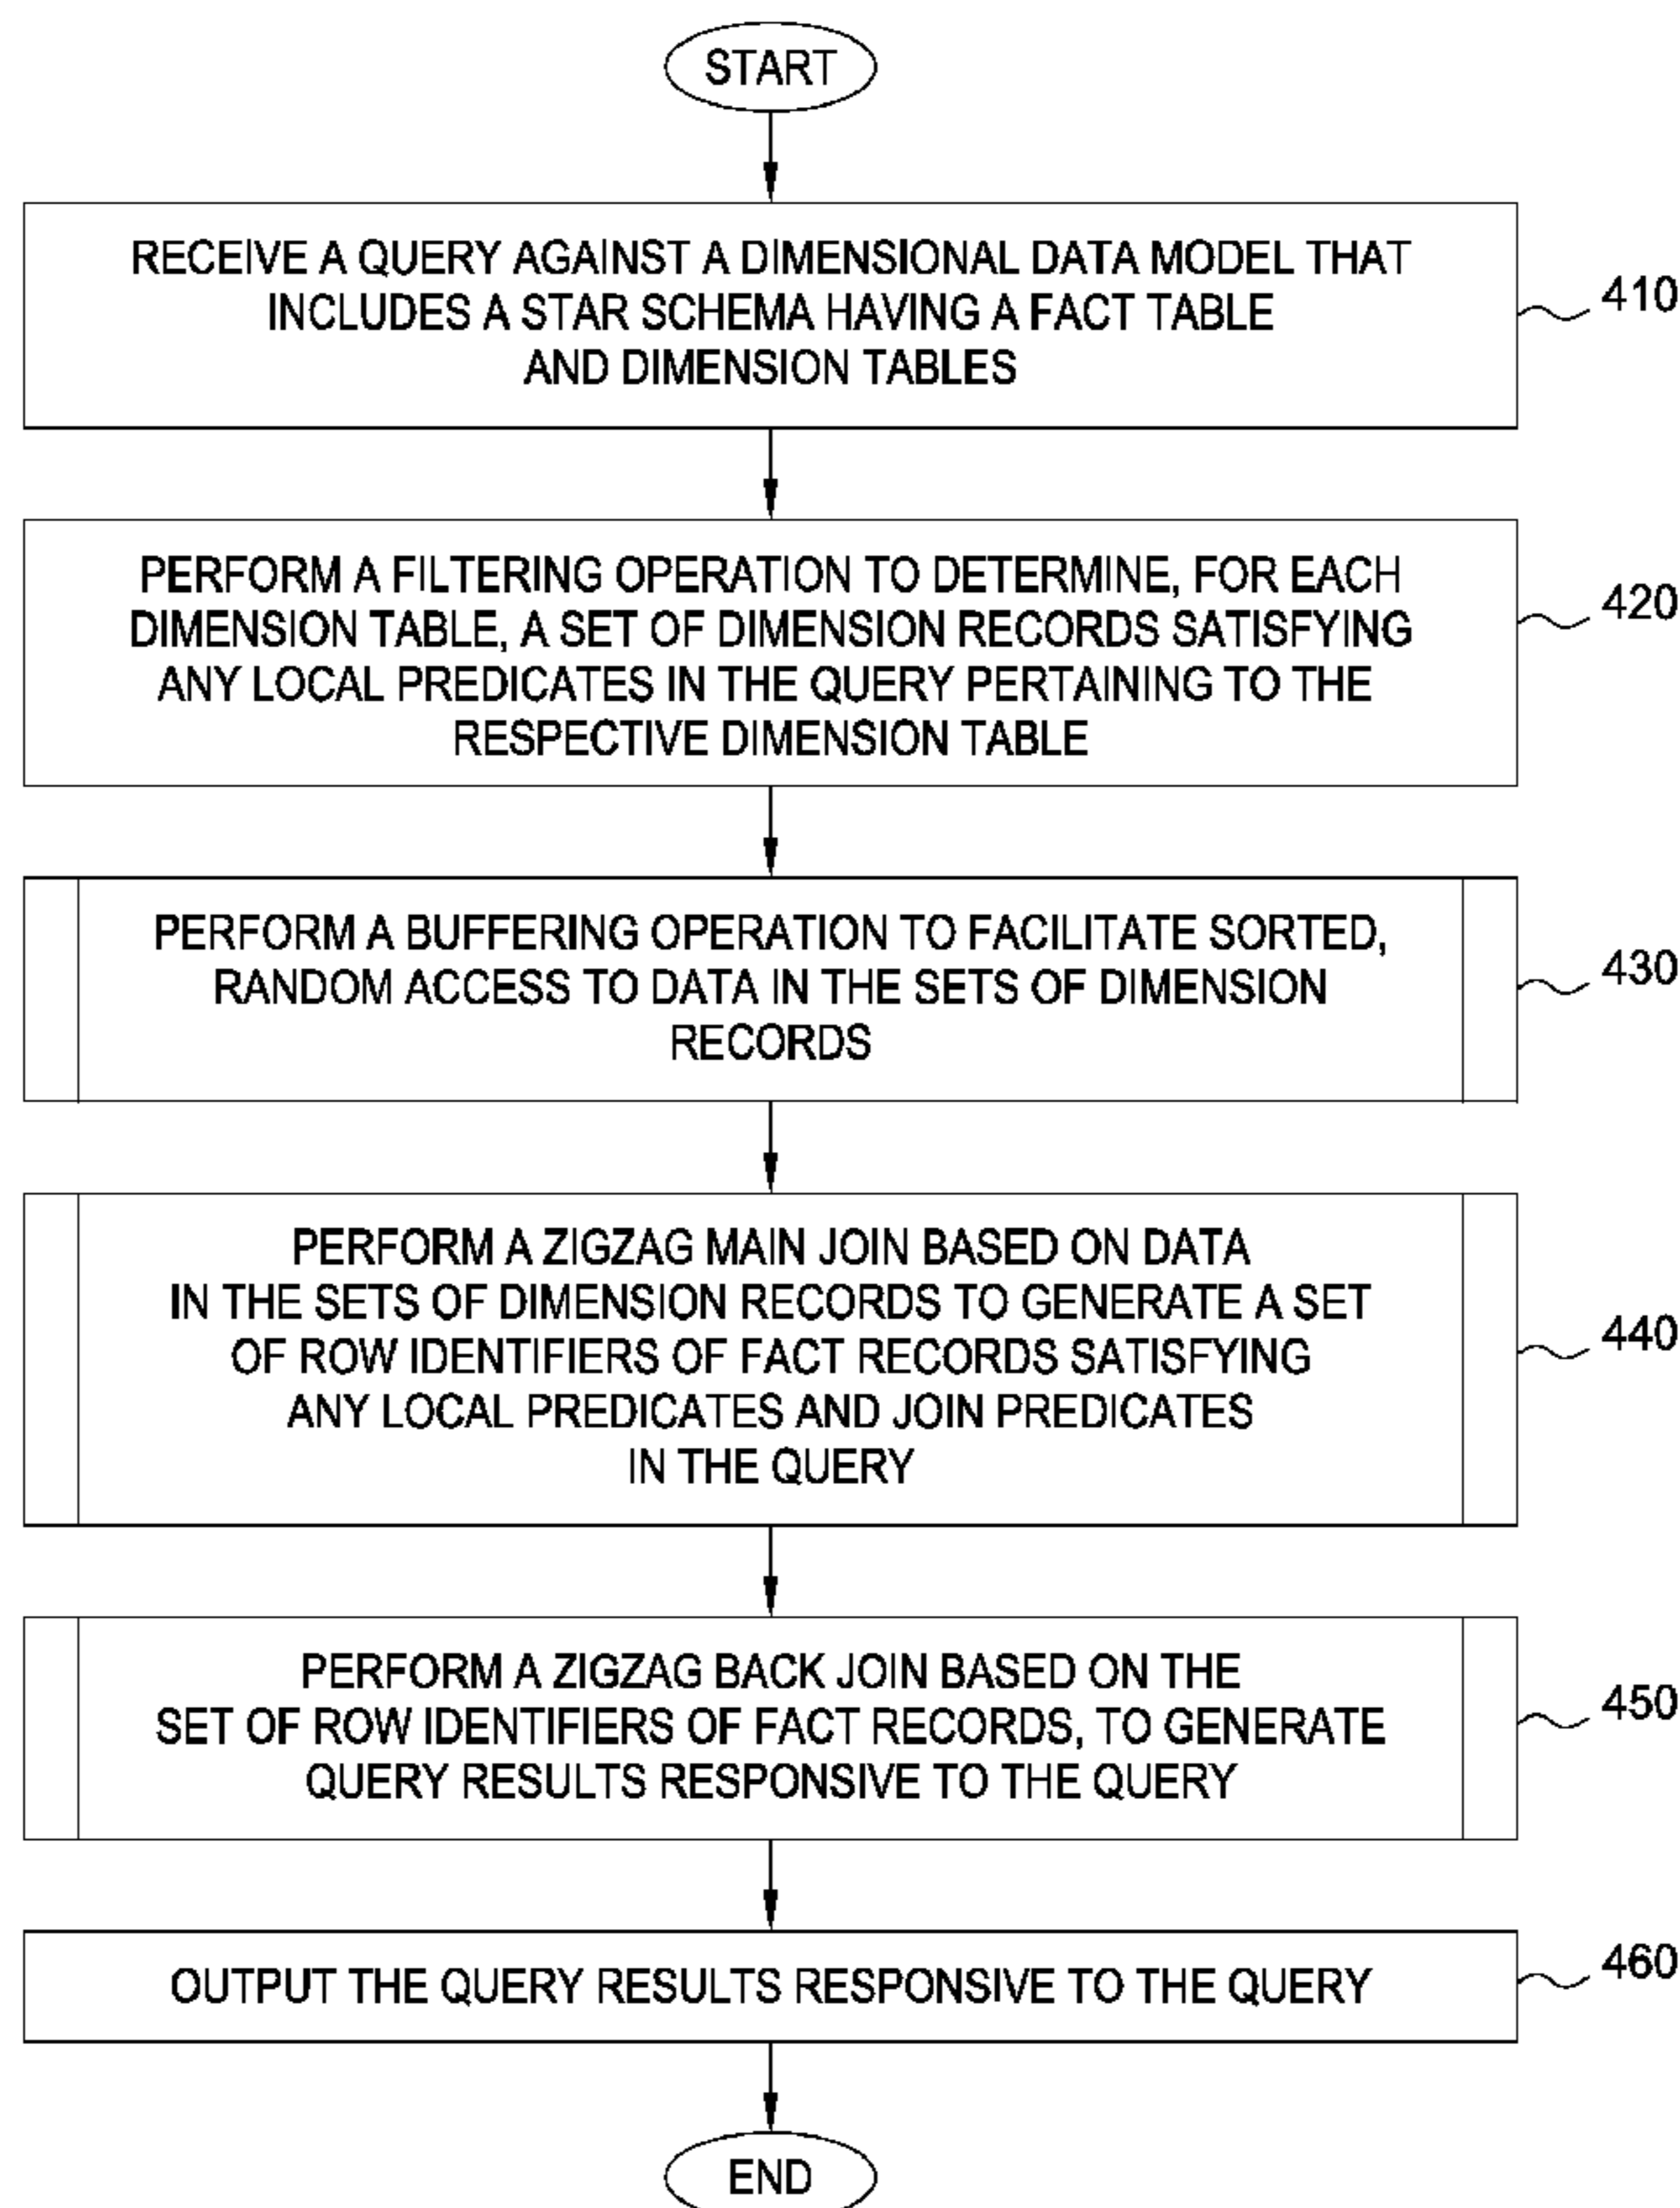 START
RECEIVE A QUERY AGAINST A DIMENSIONAL DATA MODEL THAT
INCLUDES A STAR SCHEMA HAVING A FACT TABLE
AND DIMENSION TABLES
410
PERFORM A FILTERING OPERATION TO DETERMINE, FOR EACH
DIMENSION TABLE, A SET OF DIMENSION RECORDS SATISFYING
ANY LOCAL PREDICATES IN THE QUERY PERTAINING TO THE
RESPECTIVE DIMENSION TABLE
420
PERFORM A BUFFERING OPERATION TO FACILITATE SORTED,
RANDOM ACCESS TO DATA IN THE SETS OF DIMENSION
RECORDS
430
PERFORM A ZIGZAG MAIN JOIN BASED ON DATA
IN THE SETS OF DIMENSION RECORDS TO GENERATE A SET
OF ROW IDENTIFIERS OF FACT RECORDS SATISFYING
ANY LOCAL PREDICATES AND JOIN PREDICATES
IN THE QUERY
440
PERFORM A ZIGZAG BACK JOIN BASED ON THE
SET OF ROW IDENTIFIERS OF FACT RECORDS, TO GENERATE
QUERY RESULTS RESPONSIVE TO THE QUERY
450
OUTPUT THE QUERY RESULTS RESPONSIVE TO THE QUERY
460
END